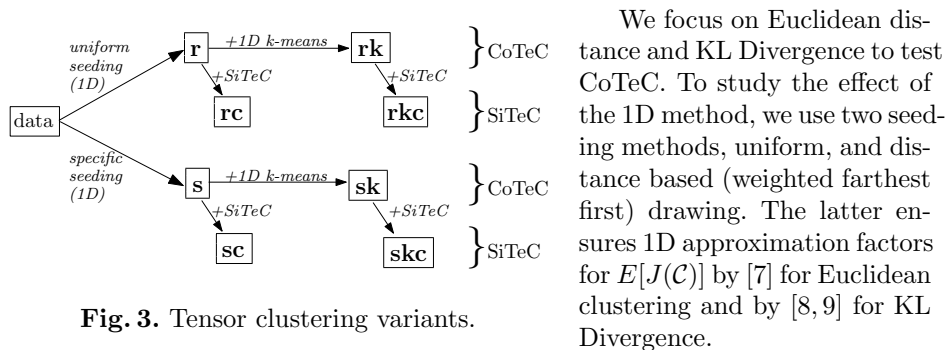 uniform
seeding
(1D)
r
+1D k-means
rk
} CoTeC
+SiTeC
+SiTeC
data
rc
rkc
} SiTeC
specific
seeding
(1D)
s
+1D k-means
sk
} CoTeC
+SiTeC
+SiTeC
sc
skc
} SiTeC
Fig. 3. Tensor clustering variants.
We focus on Euclidean dis-
tance and KL Divergence to test
CoTeC. To study the effect of
the 1D method, we use two seed-
ing methods, uniform, and dis-
tance based (weighted farthest
first) drawing. The latter en-
sures 1D approximation factors
for E[J(C)] by [7] for Euclidean
clustering and by [8, 9] for KL
Divergence.